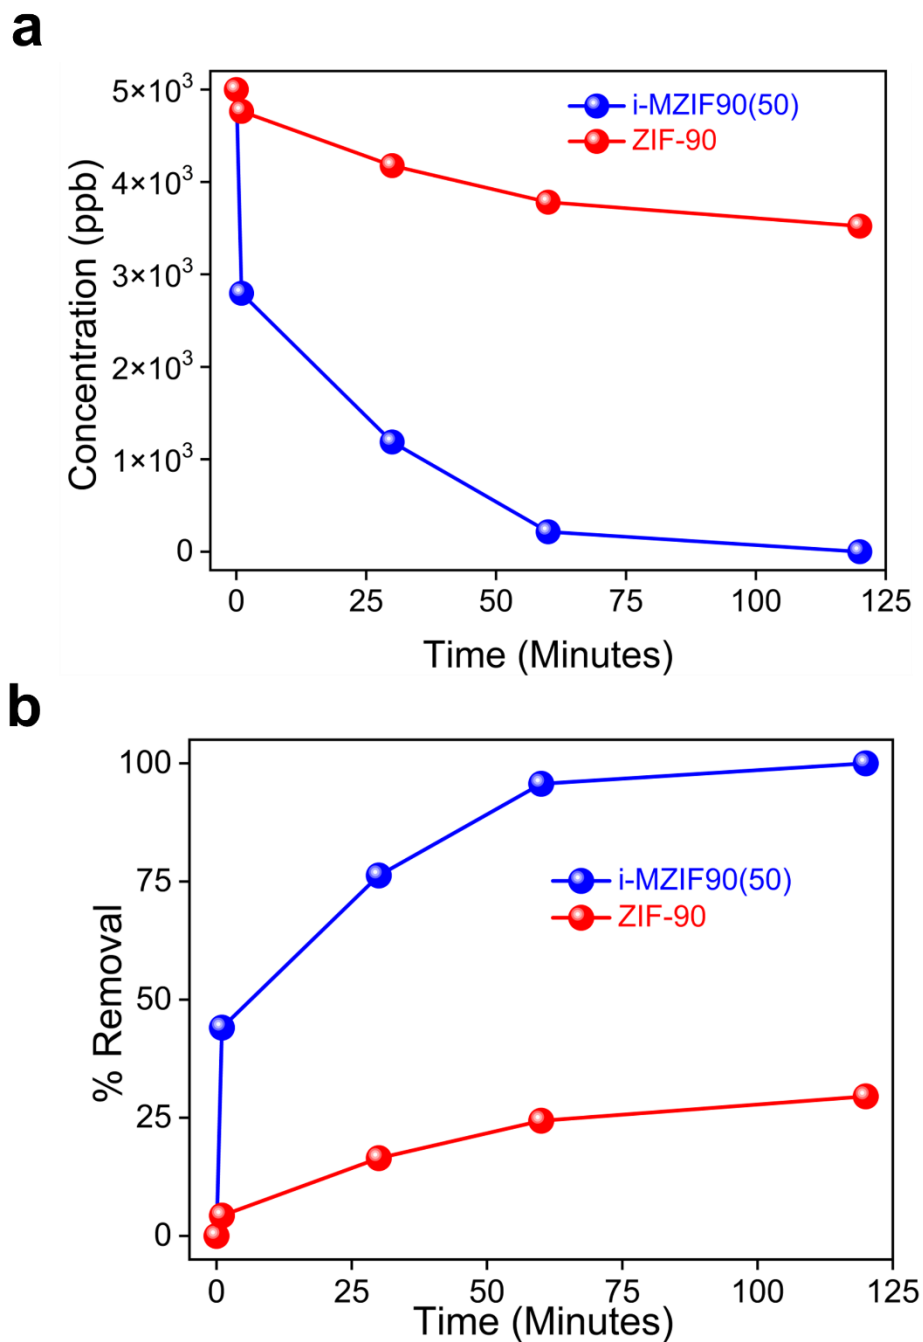 a
5×10³
4×10³
3×10³
2×10³
1×10³
0
Concentration (ppb)
i-MZIF90(50)
ZIF-90
0 25 50 75 100 125
Time (Minutes)
b
100
75
50
25
0
% Removal
i-MZIF90(50)
ZIF-90
0 25 50 75 100 125
Time (Minutes)